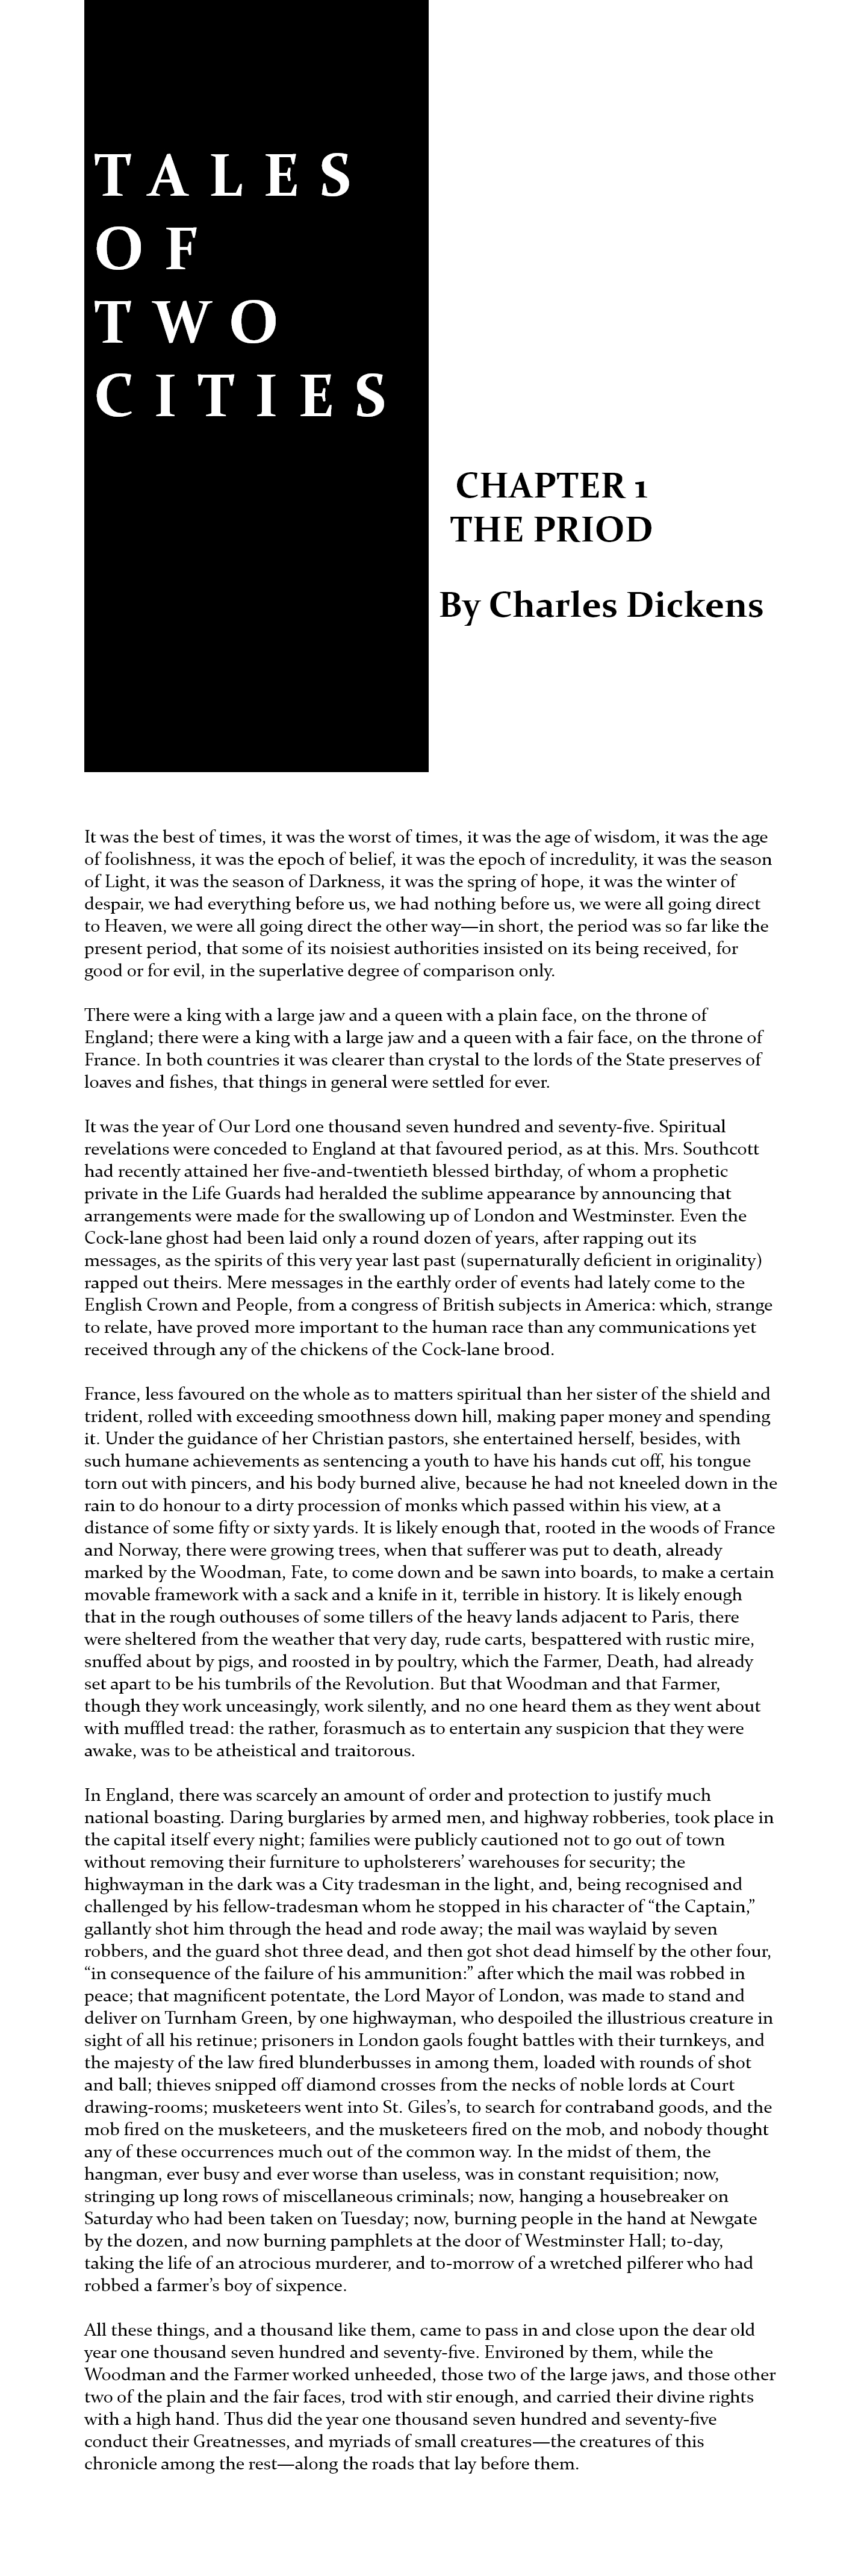 TALES
OF
TWO
CITIES
CHAPTER 1
THE PRIOD
By Charles Dickens
It was the best of times, it was the worst of times, it was the age of wisdom, it was the age
of foolishness, it was the epoch of belief, it was the epoch of incredulity, it was the season
of Light, it was the season of Darkness, it was the spring of hope, it was the winter of
despair, we had everything before us, we had nothing before us, we were all going direct
to Heaven, we were all going direct the other way—in short, the period was so far like the
present period, that some of its noisiest authorities insisted on its being received, for
good or for evil, in the superlative degree of comparison only.
There were a king with a large jaw and a queen with a plain face, on the throne of
England; there were a king with a large jaw and a queen with a fair face, on the throne of
France. In both countries it was clearer than crystal to the lords of the State preserves of
loaves and fishes, that things in general were settled for ever.
It was the year of Our Lord one thousand seven hundred and seventy-five. Spiritual
revelations were conceded to England at that favoured period, as at this. Mrs. Southcott
had recently attained her five-and-twentieth blessed birthday, of whom a prophetic
private in the Life Guards had heralded the sublime appearance by announcing that
arrangements were made for the swallowing up of London and Westminster. Even the
Cock-lane ghost had been laid only a round dozen of years, after rapping out its
messages, as the spirits of this very year last past (supernaturally deficient in originality)
rapped out theirs. Mere messages in the earthly order of events had lately come to the
English Crown and People, from a congress of British subjects in America: which, strange
to relate, have proved more important to the human race than any communications yet
received through any of the chickens of the Cock-lane brood.
France, less favoured on the whole as to matters spiritual than her sister of the shield and
trident, rolled with exceeding smoothness down hill, making paper money and spending
it. Under the guidance of her Christian pastors, she entertained herself, besides, with
such humane achievements as sentencing a youth to have his hands cut off, his tongue
torn out with pincers, and his body burned alive, because he had not kneeled down in the
rain to do honour to a dirty procession of monks which passed within his view, at a
distance of some fifty or sixty yards. It is likely enough that, rooted in the woods of France
and Norway, there were growing trees, when that sufferer was put to death, already
marked by the Woodman, Fate, to come down and be sawn into boards, to make a certain
movable framework with a sack and a knife in it, terrible in history. It is likely enough
that in the rough outhouses of some tillers of the heavy lands adjacent to Paris, there
were sheltered from the weather that very day, rude carts, bespattered with rustic mire,
snuffed about by pigs, and roosted in by poultry, which the Farmer, Death, had already
set apart to be his tumbrils of the Revolution. But that Woodman and that Farmer,
though they work unceasingly, work silently, and no one heard them as they went about
with muffled tread: the rather, forasmuch as to entertain any suspicion that they were
awake, was to be atheistical and traitorous.
In England, there was scarcely an amount of order and protection to justify much
national boasting. Daring burglaries by armed men, and highway robberies, took place in
the capital itself every night; families were publicly cautioned not to go out of town
without removing their furniture to upholsterers’ warehouses for security; the
highwayman in the dark was a City tradesman in the light, and, being recognised and
challenged by his fellow-tradesman whom he stopped in his character of “the Captain,”
gallantly shot him through the head and rode away; the mail was waylaid by seven
robbers, and the guard shot three dead, and then got shot dead himself by the other four,
“in consequence of the failure of his ammunition:” after which the mail was robbed in
peace; that magnificent potentate, the Lord Mayor of London, was made to stand and
deliver on Turnham Green, by one highwayman, who despoiled the illustrious creature in
sight of all his retinue; prisoners in London gaols fought battles with their turnkeys, and
the majesty of the law fired blunderbusses in among them, loaded with rounds of shot
and ball; thieves snipped off diamond crosses from the necks of noble lords at Court
drawing-rooms; musketeers went into St. Giles’s, to search for contraband goods, and the
mob fired on the musketeers, and the musketeers fired on the mob, and nobody thought
any of these occurrences much out of the common way. In the midst of them, the
hangman, ever busy and ever worse than useless, was in constant requisition; now,
stringing up long rows of miscellaneous criminals; now, hanging a housebreaker on
Saturday who had been taken on Tuesday; now, burning people in the hand at Newgate
by the dozen, and now burning pamphlets at the door of Westminster Hall; to-day,
taking the life of an atrocious murderer, and to-morrow of a wretched pilferer who had
robbed a farmer’s boy of sixpence.
All these things, and a thousand like them, came to pass in and close upon the dear old
year one thousand seven hundred and seventy-five. Environed by them, while the
Woodman and the Farmer worked unheeded, those two of the large jaws, and those other
two of the plain and the fair faces, trod with stir enough, and carried their divine rights
with a high hand. Thus did the year one thousand seven hundred and seventy-five
conduct their Greatnesses, and myriads of small creatures—the creatures of this
chronicle among the rest—along the roads that lay before them.